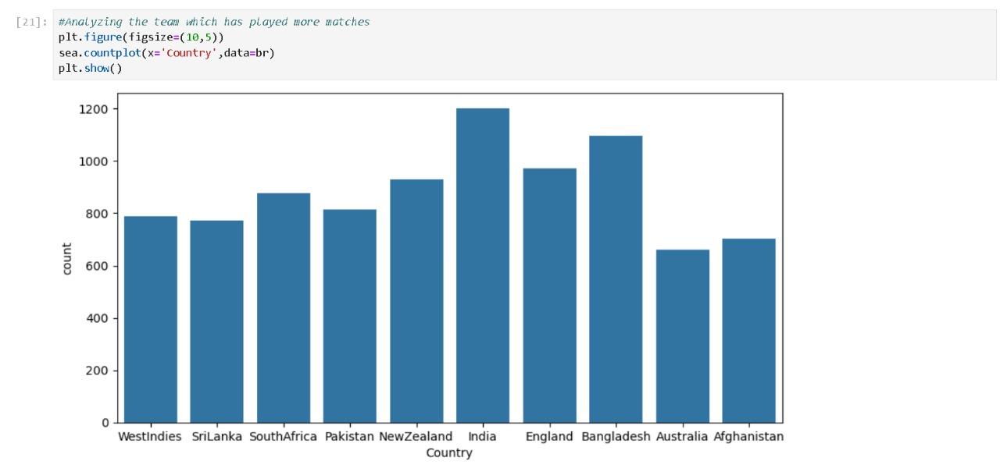 [21]: #Analyzing the team which has played more matches
plt.figure(figsize=(10,5))
sea.countplot(x='Country',data=br)
plt.show()
1200
1000
800
600
400
200
0
count
WestIndies SriLanka SouthAfrica Pakistan NewZealand India England Bangladesh Australia Afghanistan
Country